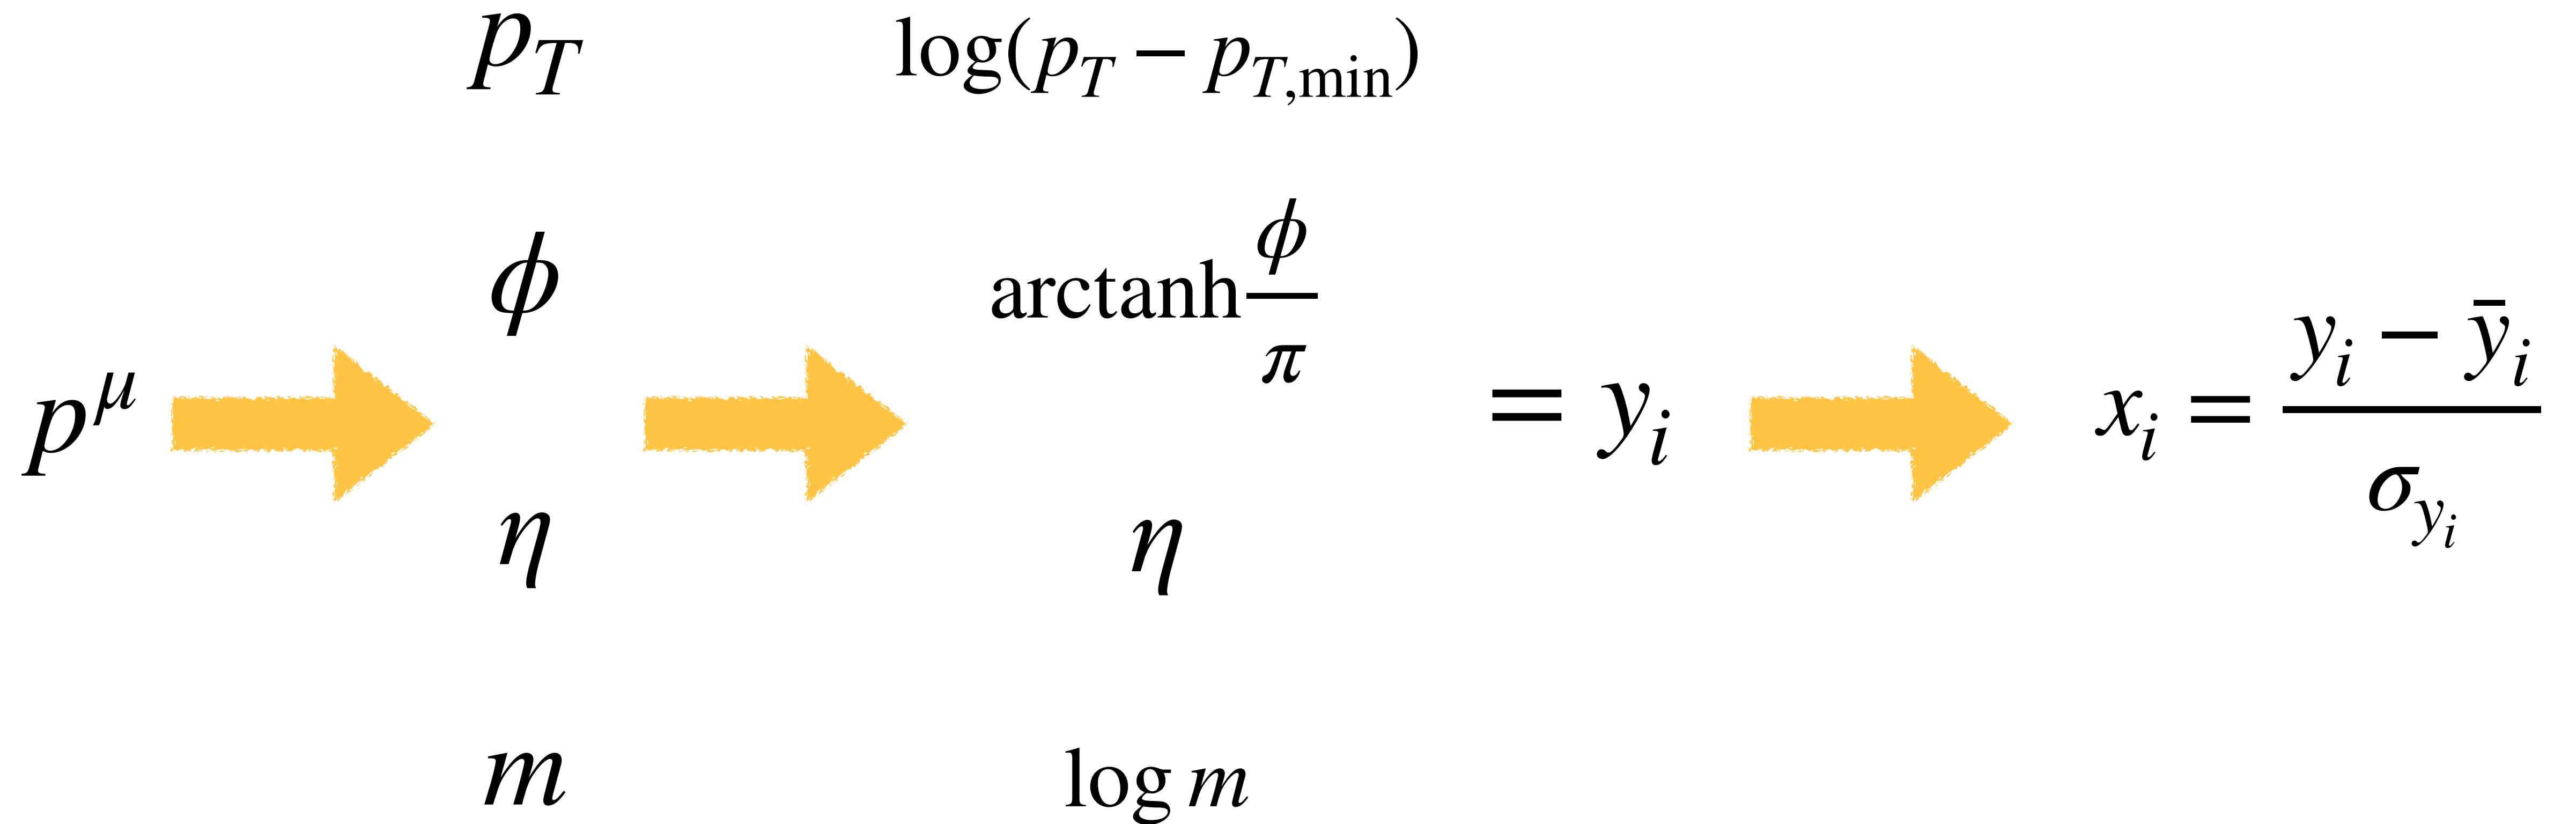 p_T log(p_T − p_{T,min})
ϕ arctanh ϕ/π
p^μ = y_i x_i = (y_i − ȳ_i)/σ_{y_i}
η η
m log m